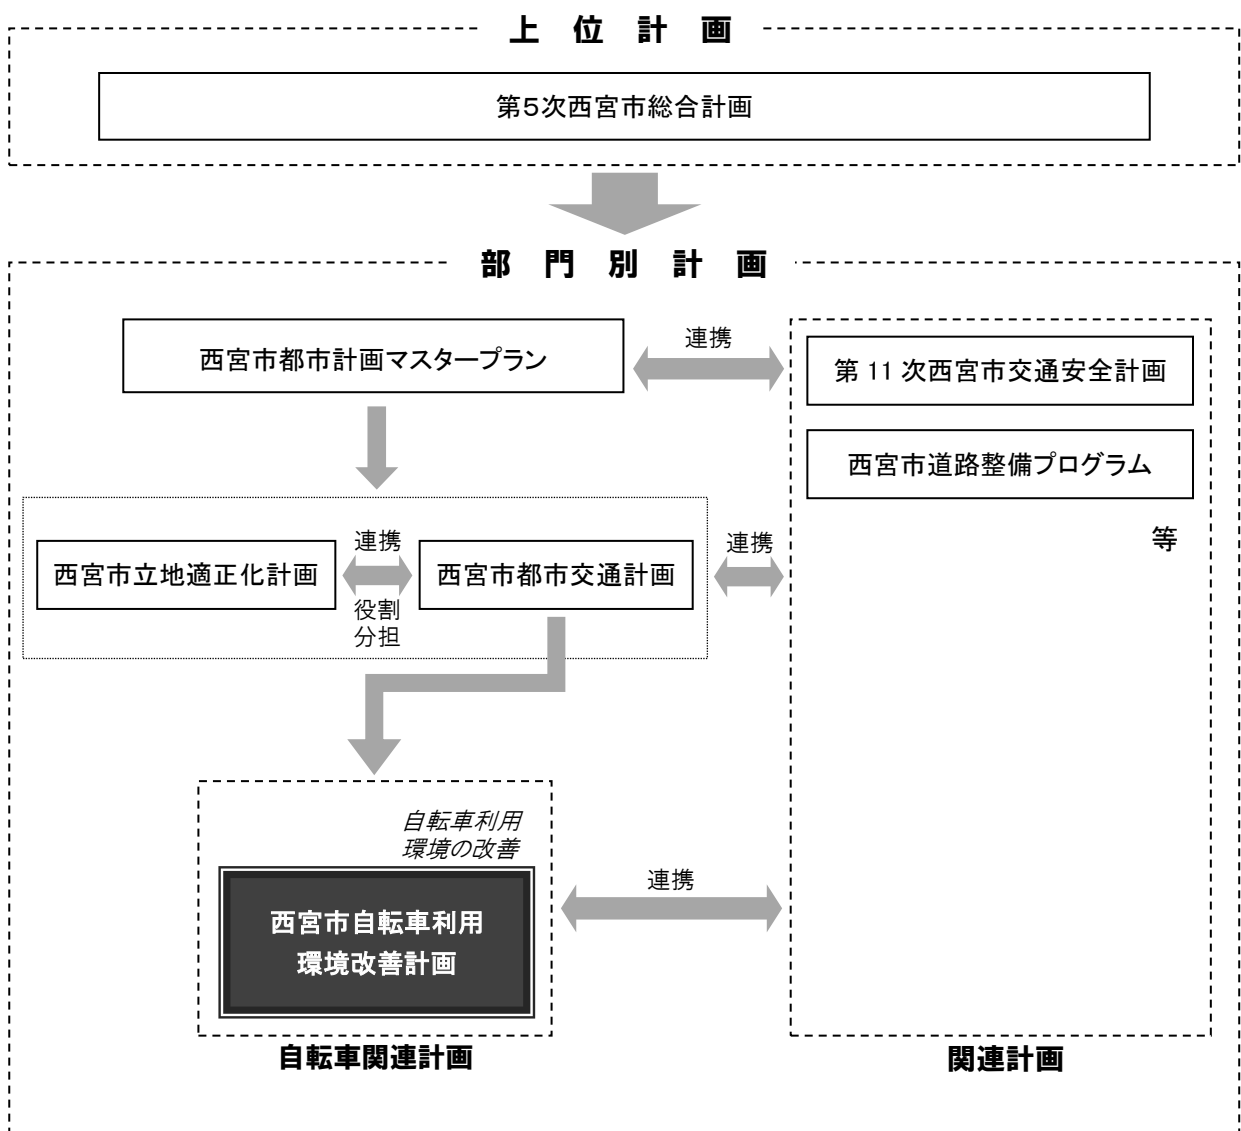 上位計画
第5次西宮市総合計画
部門別計画
西宮市都市計画マスタープラン
連携
第 11 次西宮市交通安全計画
西宮市道路整備プログラム
等
西宮市立地適正化計画
連携
役割
分担
西宮市都市交通計画
連携
自転車利用
環境の改善
西宮市自転車利用
環境改善計画
連携
自転車関連計画
関連計画